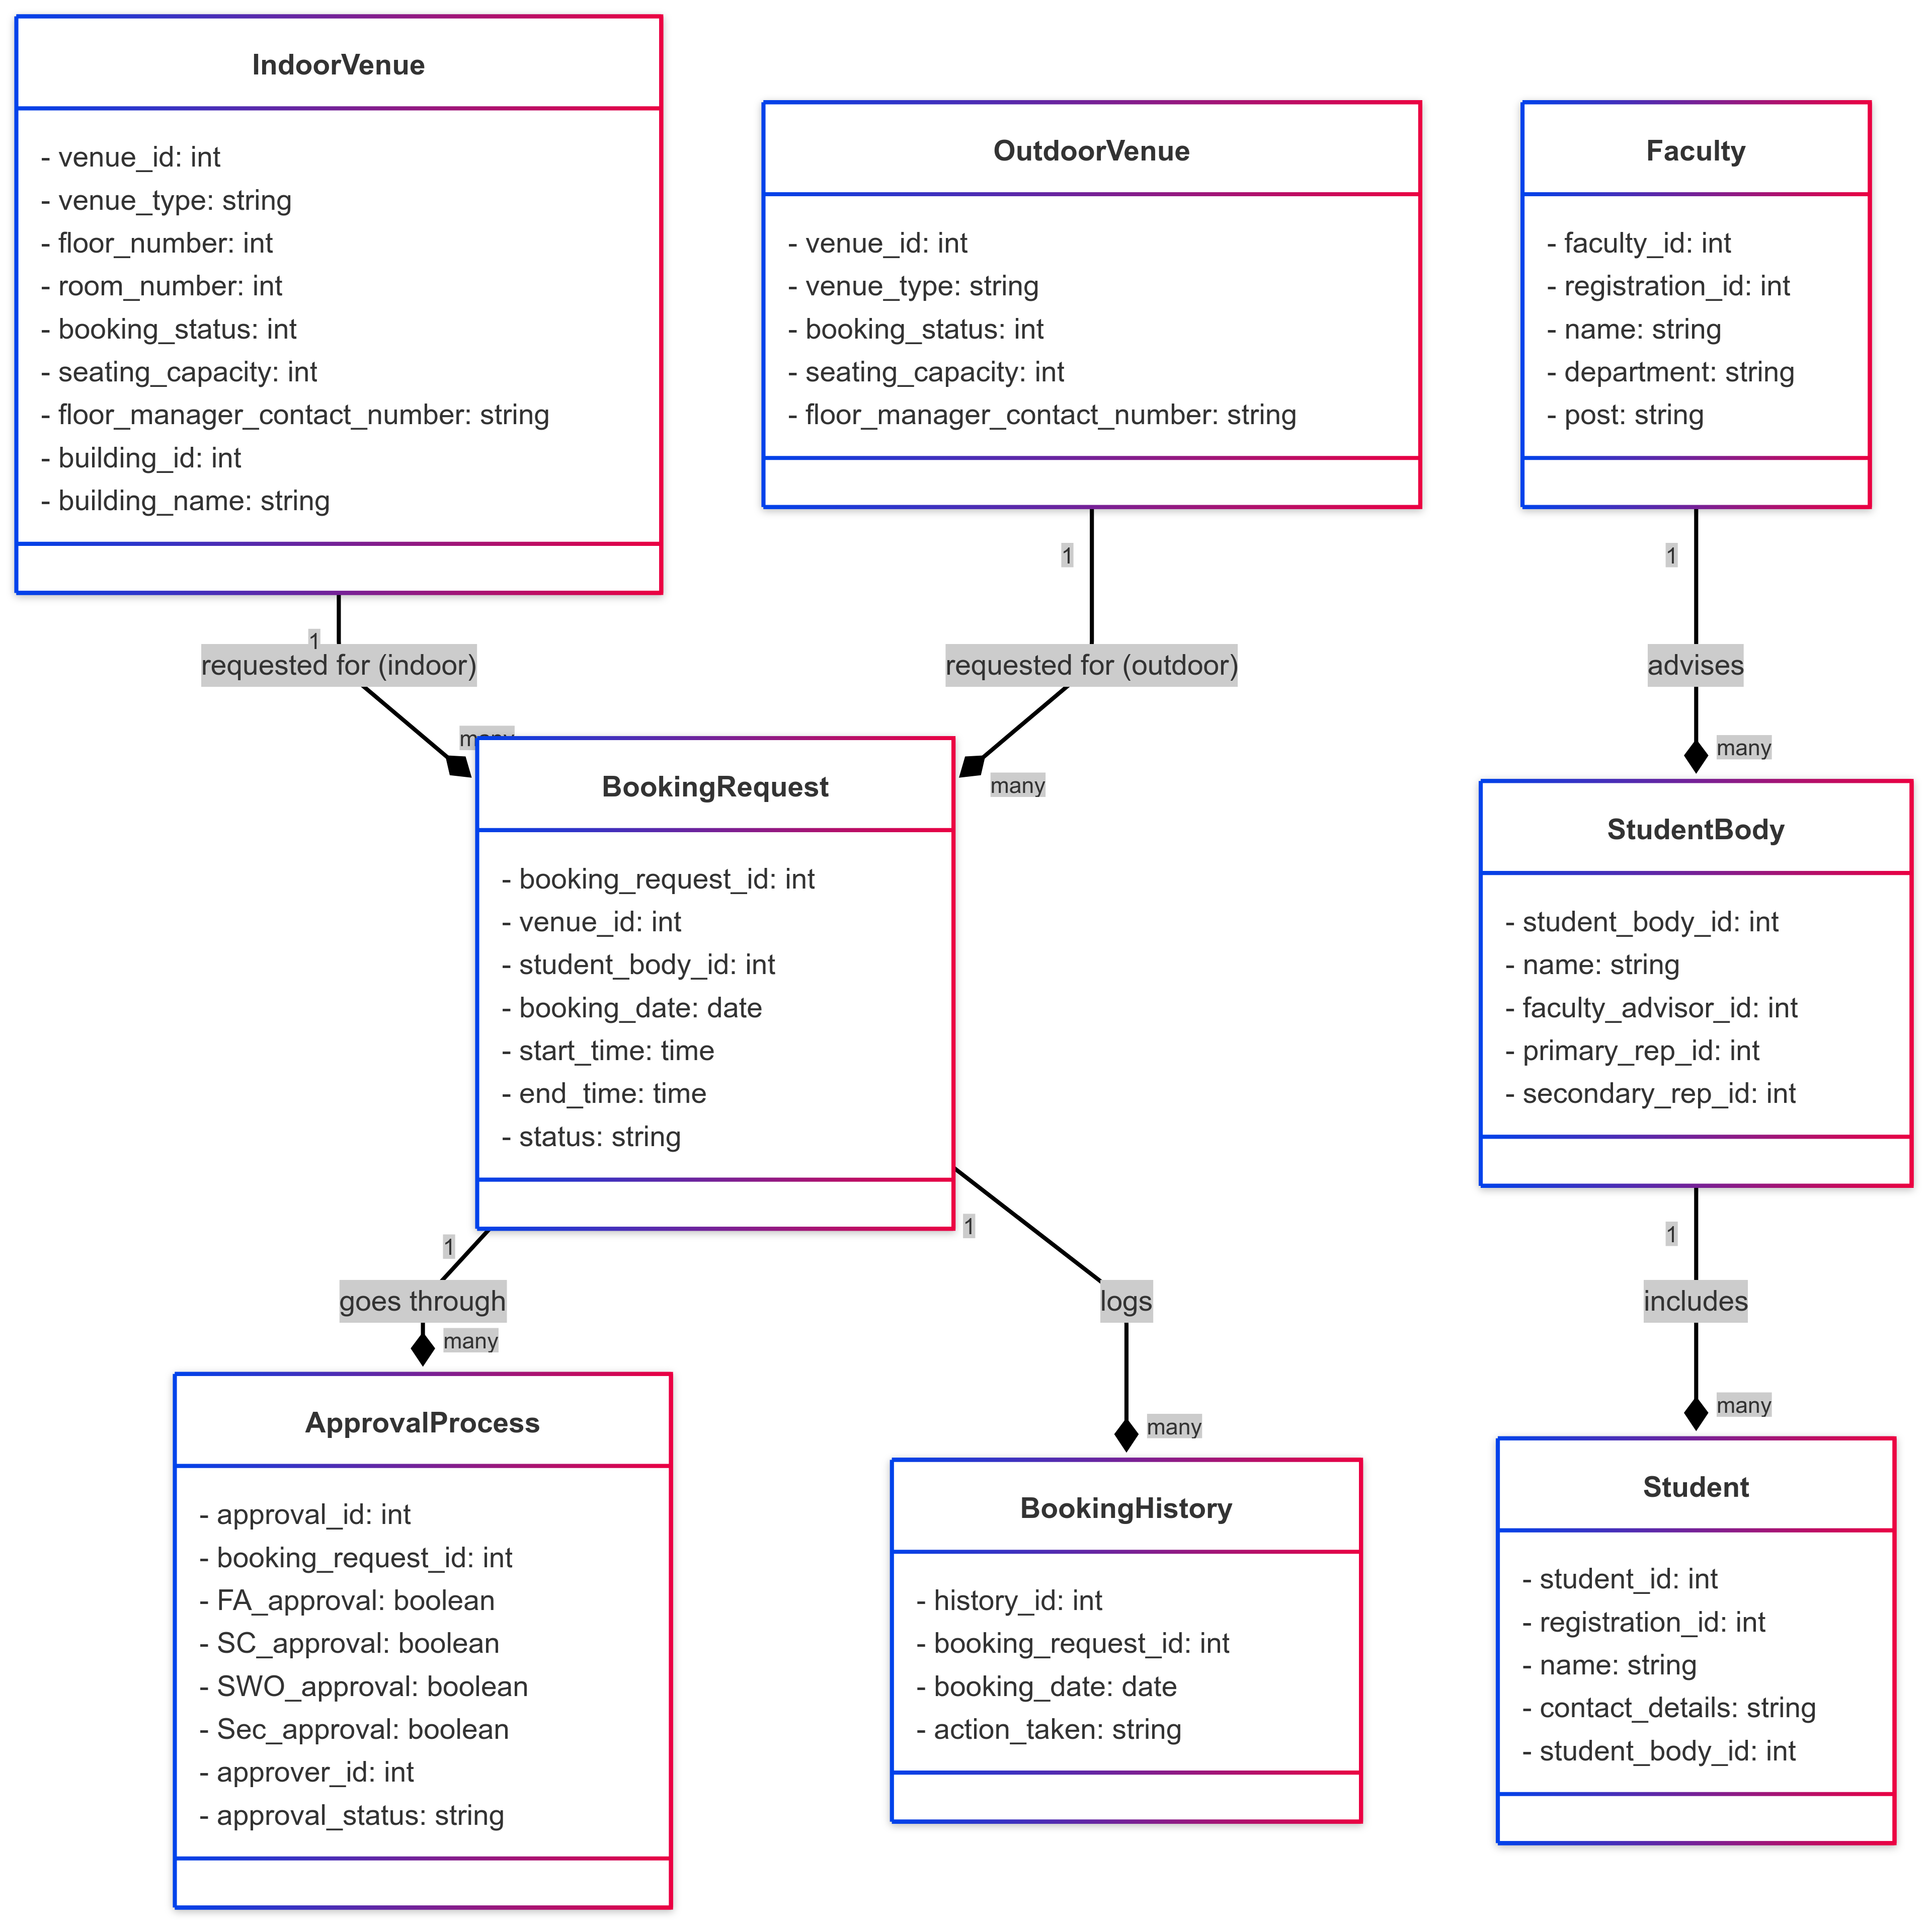 IndoorVenue
- venue_id: int
- venue_type: string
- floor_number: int
- room_number: int
- booking_status: int
- seating_capacity: int
- floor_manager_contact_number: string
- building_id: int
- building_name: string
OutdoorVenue
- venue_id: int
- venue_type: string
- booking_status: int
- seating_capacity: int
- floor_manager_contact_number: string
Faculty
- faculty_id: int
- registration_id: int
- name: string
- department: string
- post: string
1
requested for (indoor)
many
1
requested for (outdoor)
many
1
advises
many
BookingRequest
- booking_request_id: int
- venue_id: int
- student_body_id: int
- booking_date: date
- start_time: time
- end_time: time
- status: string
StudentBody
- student_body_id: int
- name: string
- faculty_advisor_id: int
- primary_rep_id: int
- secondary_rep_id: int
1
goes through
many
1
logs
many
1
includes
many
ApprovalProcess
- approval_id: int
- booking_request_id: int
- FA_approval: boolean
- SC_approval: boolean
- SWO_approval: boolean
- Sec_approval: boolean
- approver_id: int
- approval_status: string
BookingHistory
- history_id: int
- booking_request_id: int
- booking_date: date
- action_taken: string
Student
- student_id: int
- registration_id: int
- name: string
- contact_details: string
- student_body_id: int